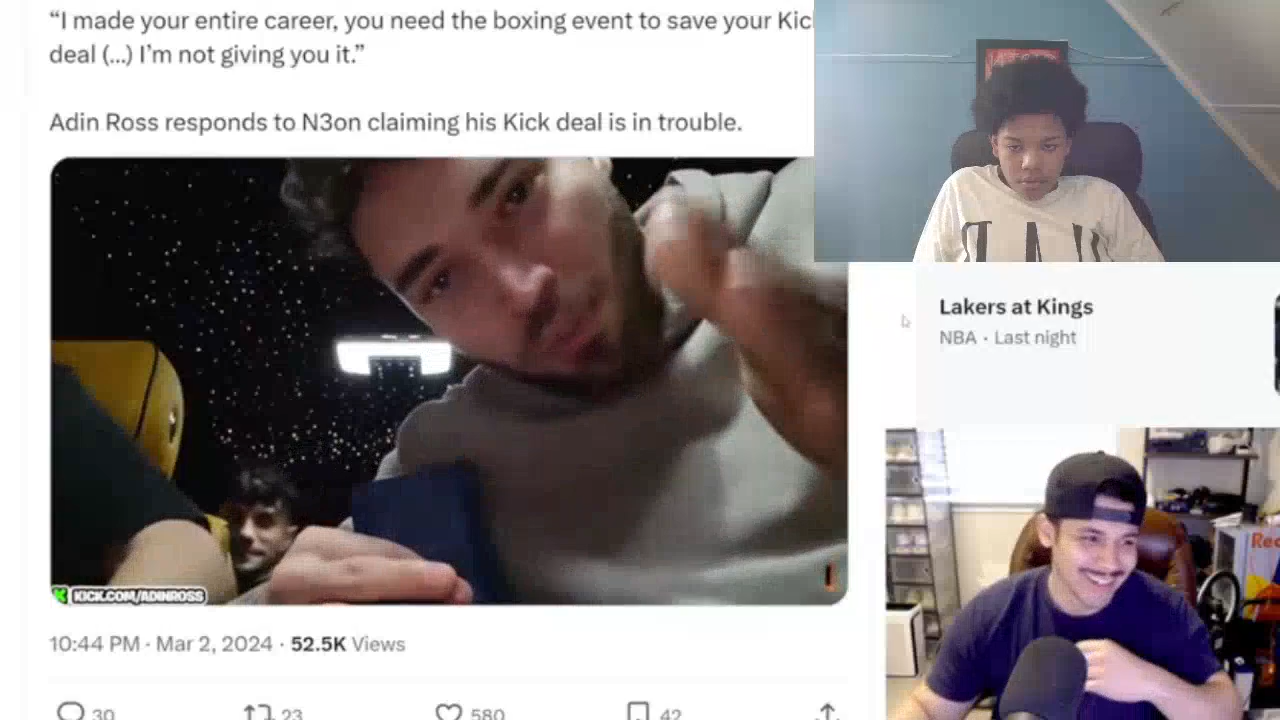 “I made your entire career, you need the boxing event to save your Kick
deal (...) I’m not giving you it.”
Adin Ross responds to N3on claiming his Kick deal is in trouble.
Lakers at Kings
NBA · Last night
KICK.COM/ADINROSS
10:44 PM · Mar 2, 2024 · 52.5K Views
30 23 580 42